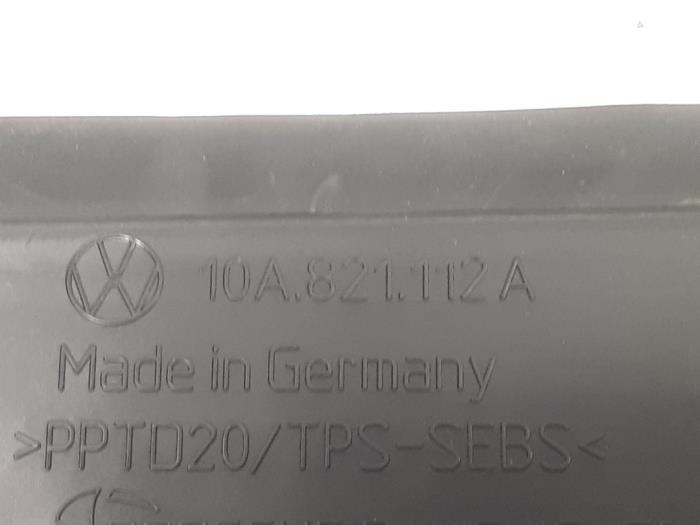 10A.821.112 A
Made in Germany
>PPTD20/TPS-SEBS<